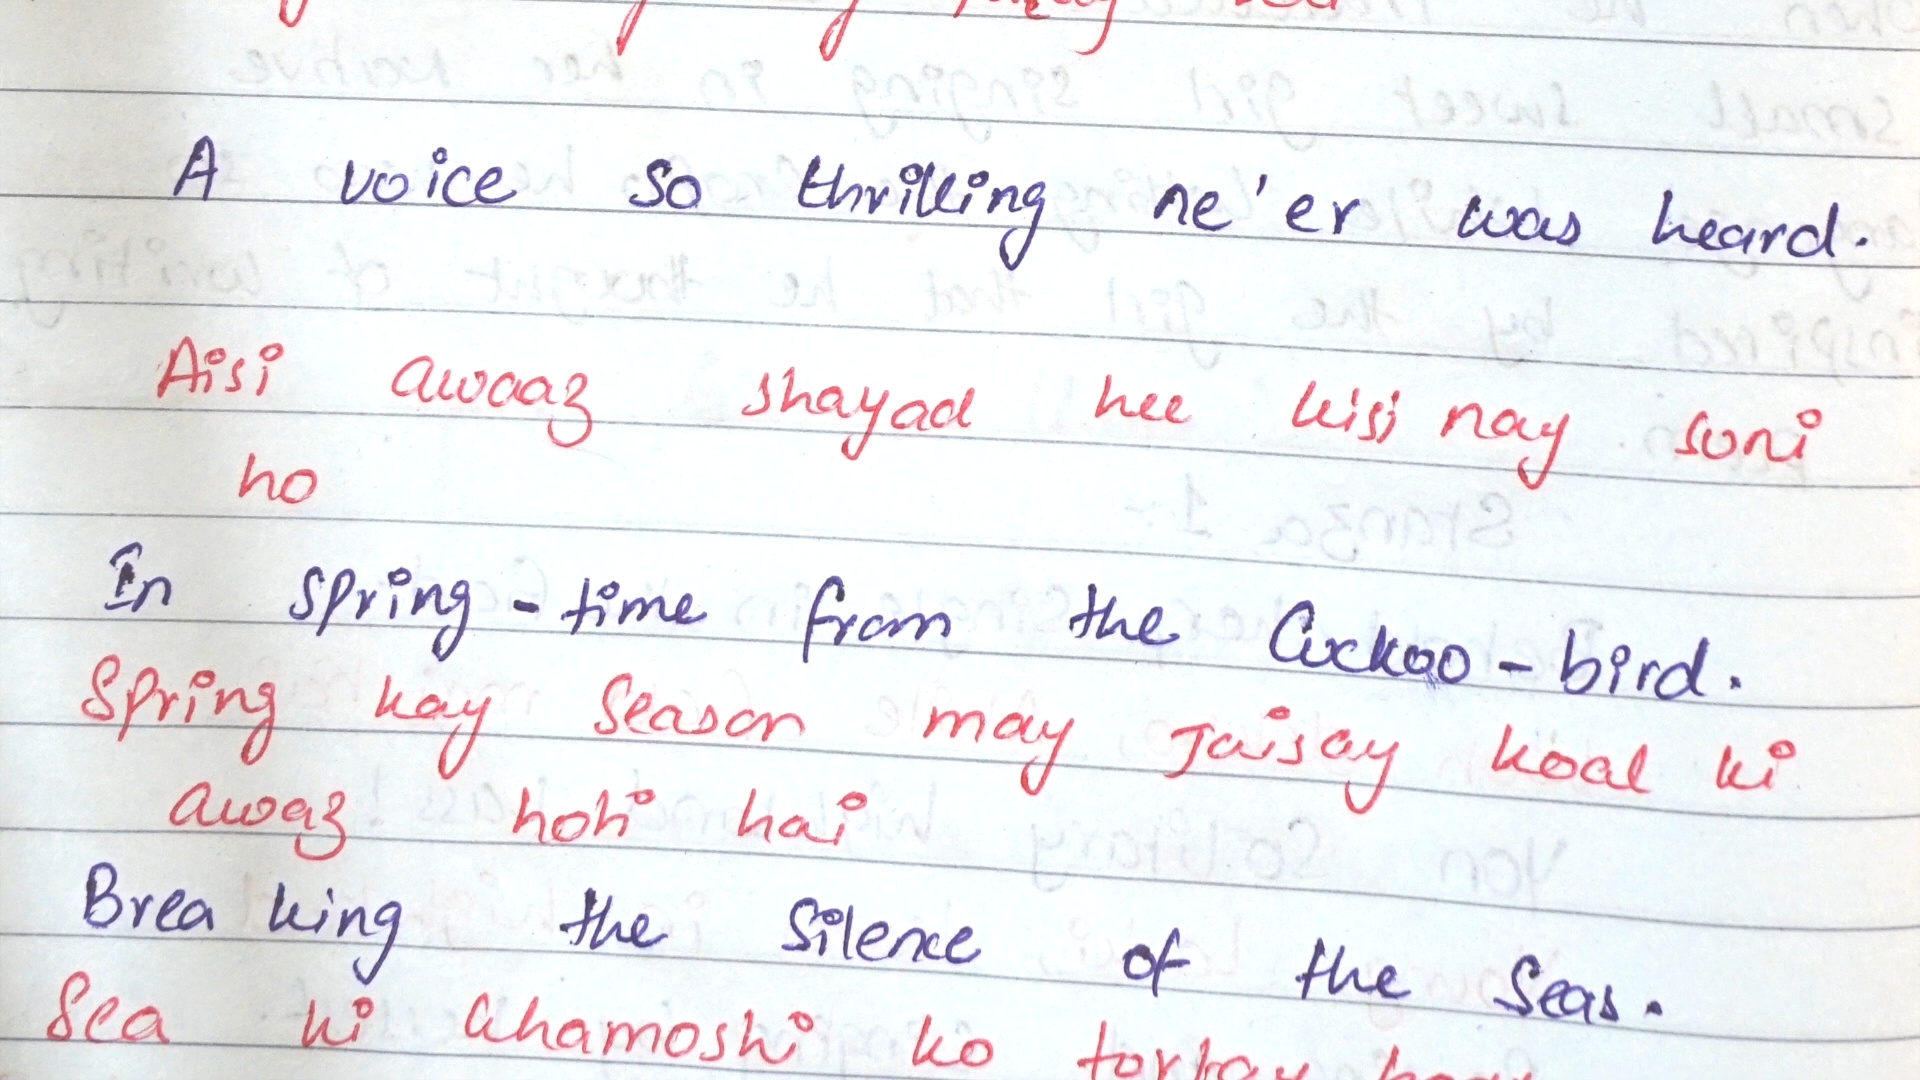 A voice so thrilling ne'er was heard.
Aisi awaaz shayad hee kisi nay suni
ho
In spring-time from the Cuckoo-bird.
Spring kay Season may Jaisay koal ki
awaz hoti hai
Breaking the Silence of the Seas.
Sea ki khamoshi ko